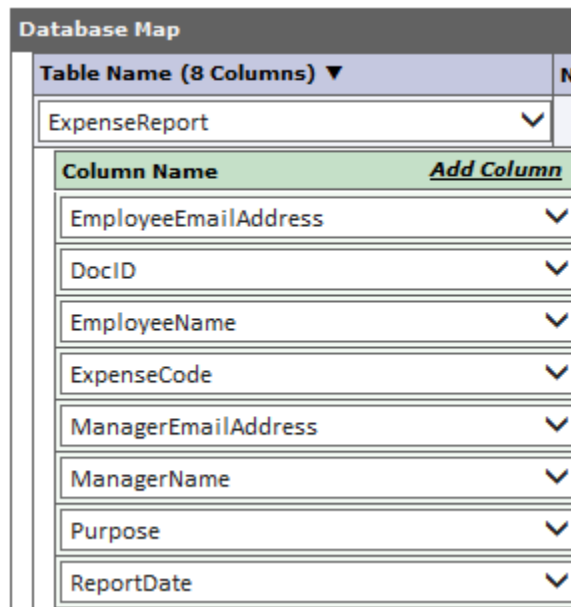 Database Map
Table Name (8 Columns) ▼ N
ExpenseReport
Column Name Add Column
EmployeeEmailAddress
DocID
EmployeeName
ExpenseCode
ManagerEmailAddress
ManagerName
Purpose
ReportDate